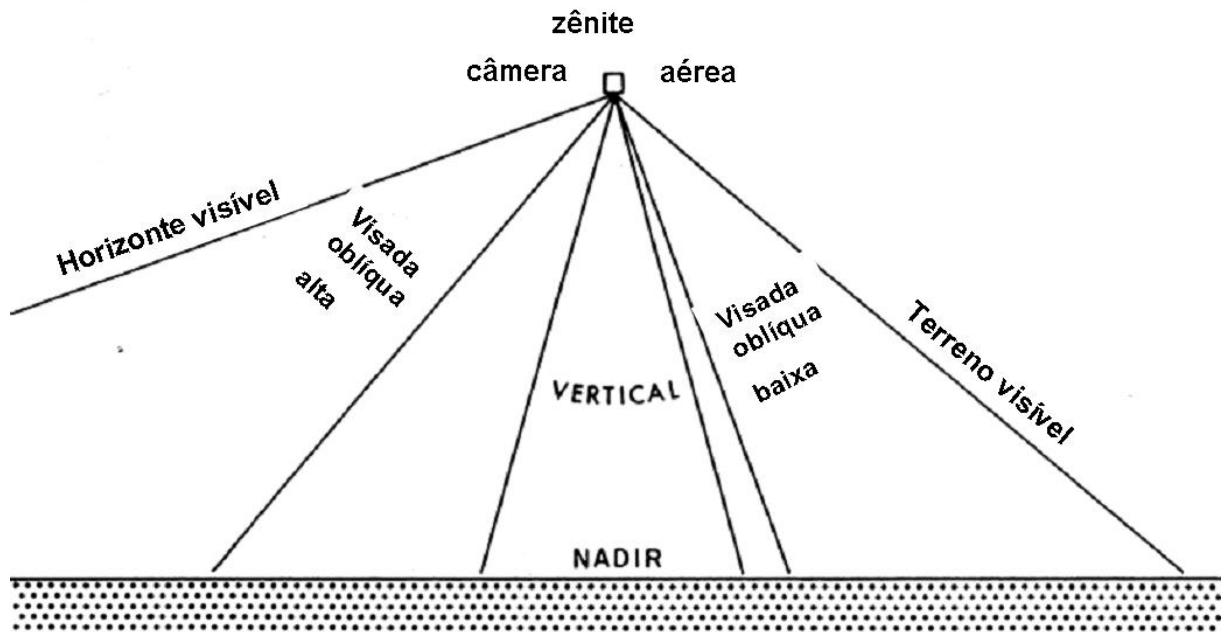 zênite
câmera aérea
Horizonte visível
Visada
oblíqua
alta
Visada
oblíqua
baixa
Terreno visível
VERTICAL
NADIR